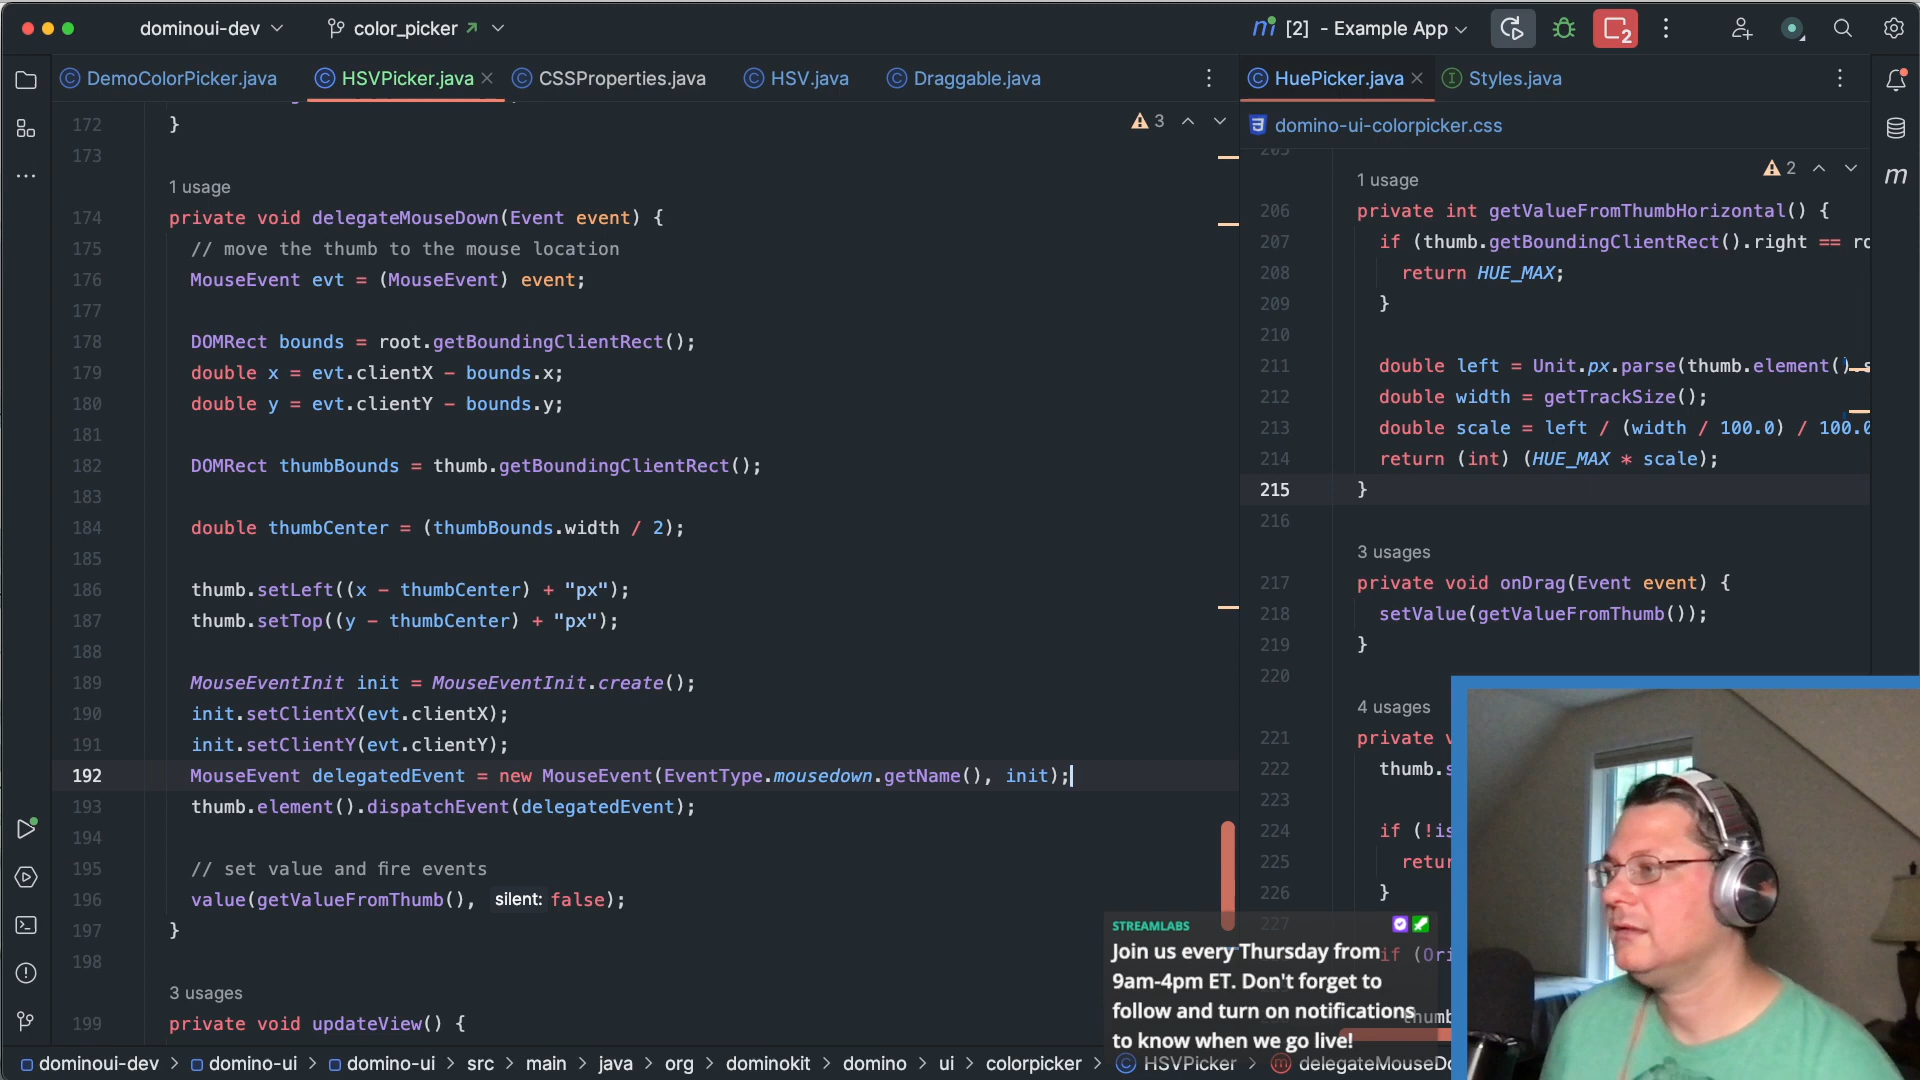 dominoui-dev
color_picker
[2] - Example App
2
DemoColorPicker.java
HSVPicker.java
CSSProperties.java
HSV.java
Draggable.java
HuePicker.java
Styles.java
domino-ui-colorpicker.css
3
172 }
173
1 usage
174 private void delegateMouseDown(Event event) {
175 // move the thumb to the mouse location
176 MouseEvent evt = (MouseEvent) event;
177
178 DOMRect bounds = root.getBoundingClientRect();
179 double x = evt.clientX - bounds.x;
180 double y = evt.clientY - bounds.y;
181
182 DOMRect thumbBounds = thumb.getBoundingClientRect();
183
184 double thumbCenter = (thumbBounds.width / 2);
185
186 thumb.setLeft((x - thumbCenter) + "px");
187 thumb.setTop((y - thumbCenter) + "px");
188
189 MouseEventInit init = MouseEventInit.create();
190 init.setClientX(evt.clientX);
191 init.setClientY(evt.clientY);
192 MouseEvent delegatedEvent = new MouseEvent(EventType.mousedown.getName(), init);
193 thumb.element().dispatchEvent(delegatedEvent);
194
195 // set value and fire events
196 value(getValueFromThumb(), silent: false);
197 }
198
3 usages
199 private void updateView() {
2
1 usage
206 private int getValueFromThumbHorizontal() {
207 if (thumb.getBoundingClientRect().right == ro
208 return HUE_MAX;
209 }
210
211 double left = Unit.px.parse(thumb.element().s
212 double width = getTrackSize();
213 double scale = left / (width / 100.0) / 100.0
214 return (int) (HUE_MAX * scale);
215 }
216
3 usages
217 private void onDrag(Event event) {
218 setValue(getValueFromThumb());
219 }
220
4 usages
221 private v
222 thumb.s
223
224 if (!is
225 retur
226 }
227
if (Ori
thumb
STREAMLABS
Join us every Thursday from
9am-4pm ET. Don't forget to
follow and turn on notifications
to know when we go live!
dominoui-dev > domino-ui > domino-ui > src > main > java > org > dominokit > domino > ui > colorpicker > HSVPicker > delegateMouseDo